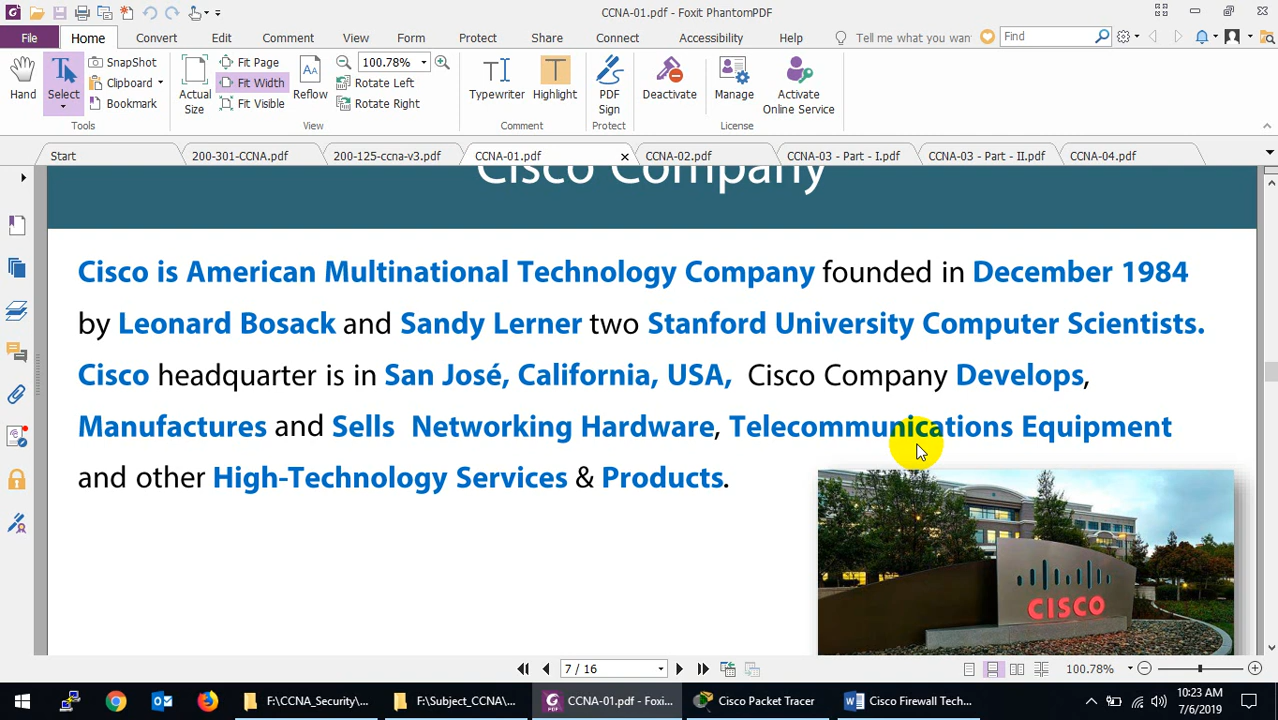 CCNA-01.pdf - Foxit PhantomPDF
File Home Convert Edit Comment View Form Protect Share Connect Accessibility Help Tell me what you wan Find
Hand
Select
SnapShot
Clipboard
Bookmark
Tools
Actual Size
Fit Page
Fit Width
Fit Visible
Reflow
100.78%
Rotate Left
Rotate Right
View
Typewriter
Highlight
Comment
PDF Sign
Protect
Deactivate
Manage
Activate Online Service
License
Start 200-301-CCNA.pdf 200-125-ccna-v3.pdf CCNA-01.pdf CCNA-02.pdf CCNA-03 - Part - I.pdf CCNA-03 - Part - II.pdf CCNA-04.pdf
Cisco Company
Cisco is American Multinational Technology Company founded in December 1984
by Leonard Bosack and Sandy Lerner two Stanford University Computer Scientists.
Cisco headquarter is in San José, California, USA, Cisco Company Develops,
Manufactures and Sells Networking Hardware, Telecommunications Equipment
and other High-Technology Services & Products.
CISCO
7 / 16
100.78%
F:\CCNA_Security\... F:\Subject_CCNA\... CCNA-01.pdf - Foxi... Cisco Packet Tracer Cisco Firewall Tech...
10:23 AM
7/6/2019